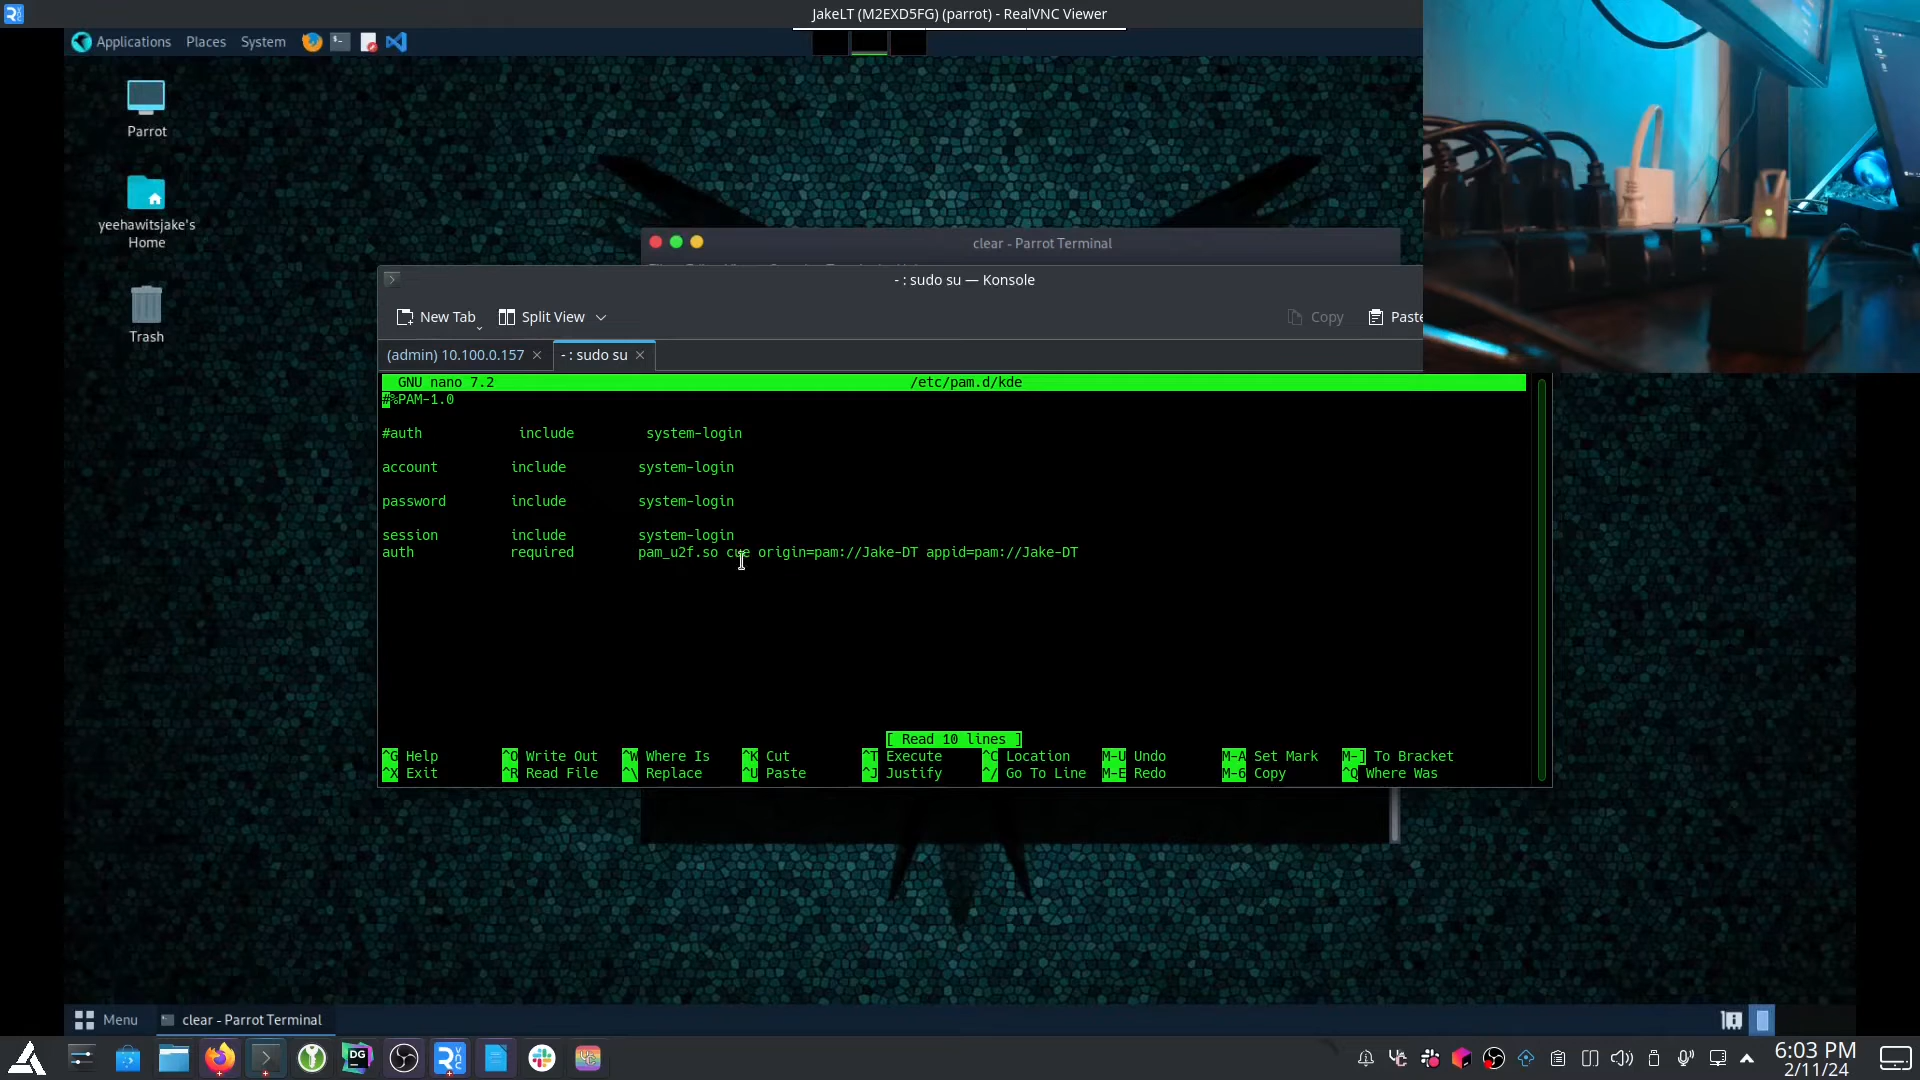 JakeLT (M2EXD5FG) (parrot) - RealVNC Viewer
Applications Places System
Parrot
yeehawitsjake's
Home
Trash
clear - Parrot Terminal
- : sudo su — Konsole
New Tab Split View Copy Paste
(admin) 10.100.0.157 - : sudo su
GNU nano 7.2 /etc/pam.d/kde
#%PAM-1.0
#auth include system-login
account include system-login
password include system-login
session include system-login
auth required pam_u2f.so cue origin=pam://Jake-DT appid=pam://Jake-DT
[ Read 10 lines ]
^G Help ^O Write Out ^W Where Is ^K Cut ^T Execute ^C Location M-U Undo M-A Set Mark M-] To Bracket
^X Exit ^R Read File ^\ Replace ^U Paste ^J Justify ^/ Go To Line M-E Redo M-6 Copy ^Q Where Was
Menu clear - Parrot Terminal
6:03 PM
2/11/24